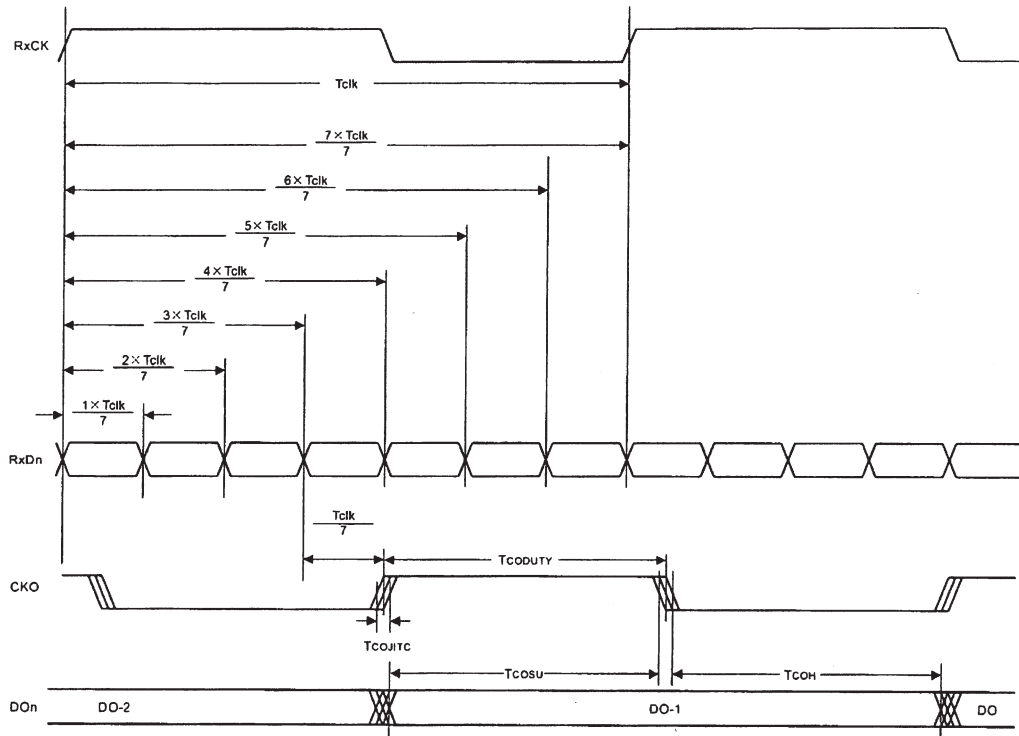 RxCK
Tclk
7 × Tclk
7
6 × Tclk
7
5 × Tclk
7
4 × Tclk
7
3 × Tclk
7
2 × Tclk
7
1 × Tclk
7
RxDn
Tclk
7
TCODUTY
CKO
TCOJITC
TCOSU
TCOH
DOn DO-2 DO-1 DO